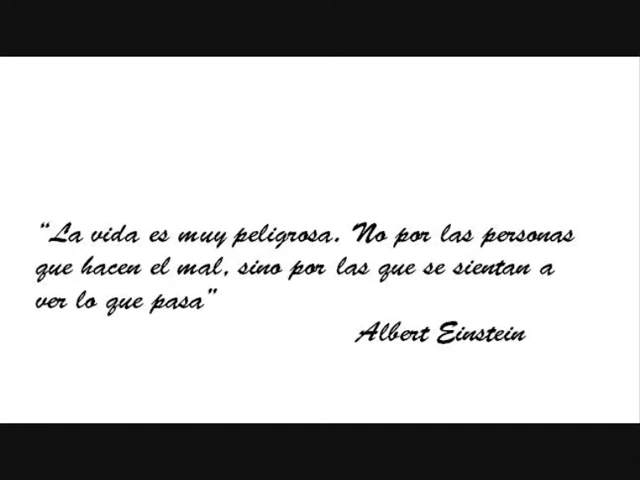 “La vida es muy peligrosa. No por las personas
que hacen el mal, sino por las que se sientan a
ver lo que pasa”
Albert Einstein